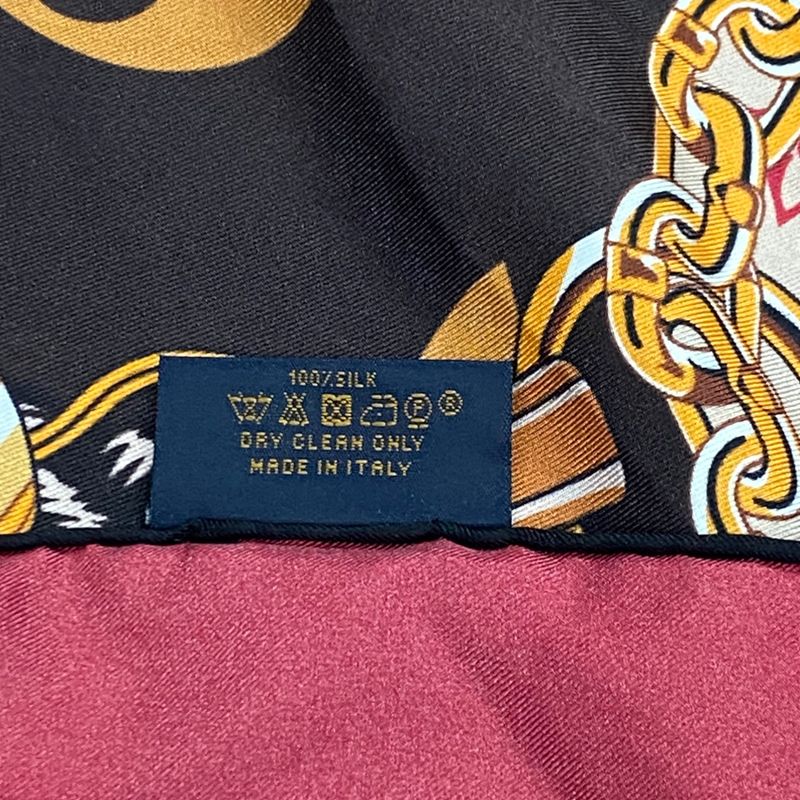 100% SILK
P ®
DRY CLEAN ONLY
MADE IN ITALY